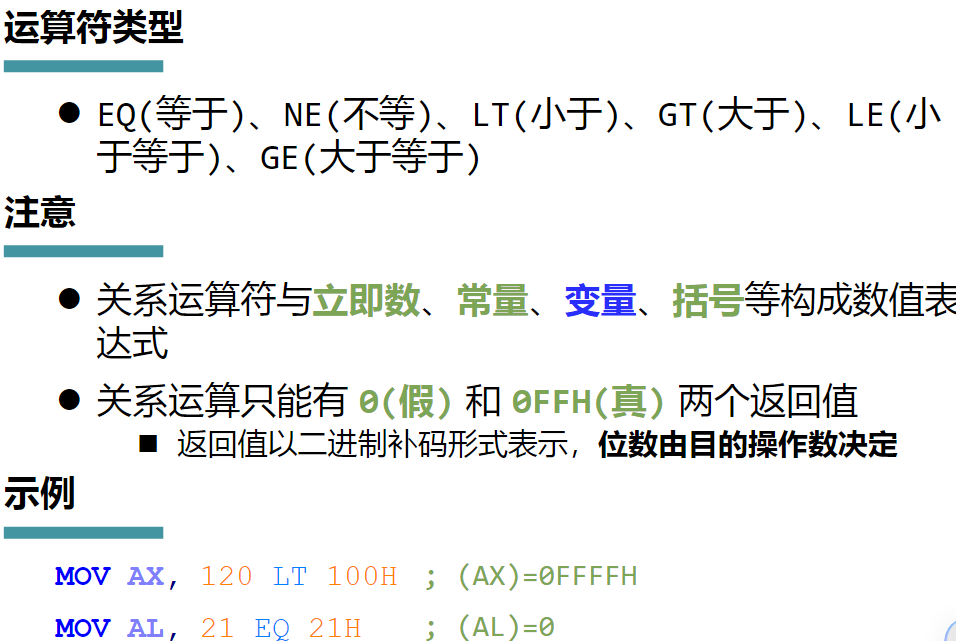 运算符类型
● EQ(等于)、NE(不等)、LT(小于)、GT(大于)、LE(小
于等于)、GE(大于等于)
注意
● 关系运算符与立即数、常量、变量、括号等构成数值表
达式
● 关系运算只能有 0(假) 和 0FFH(真) 两个返回值
■ 返回值以二进制补码形式表示，位数由目的操作数决定
示例
MOV AX, 120 LT 100H ; (AX)=0FFFFH
MOV AL, 21 EQ 21H ; (AL)=0